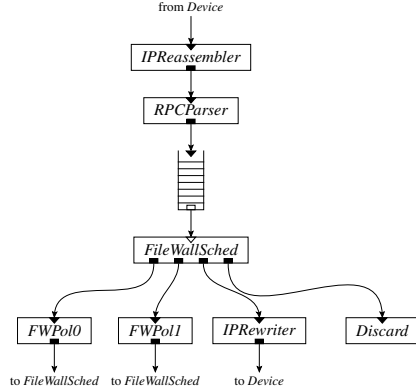 from Device
IPReassembler
RPCParser
FileWallSched
FWPol0
FWPol1
IPRewriter
Discard
to FileWallSched
to FileWallSched
to Device